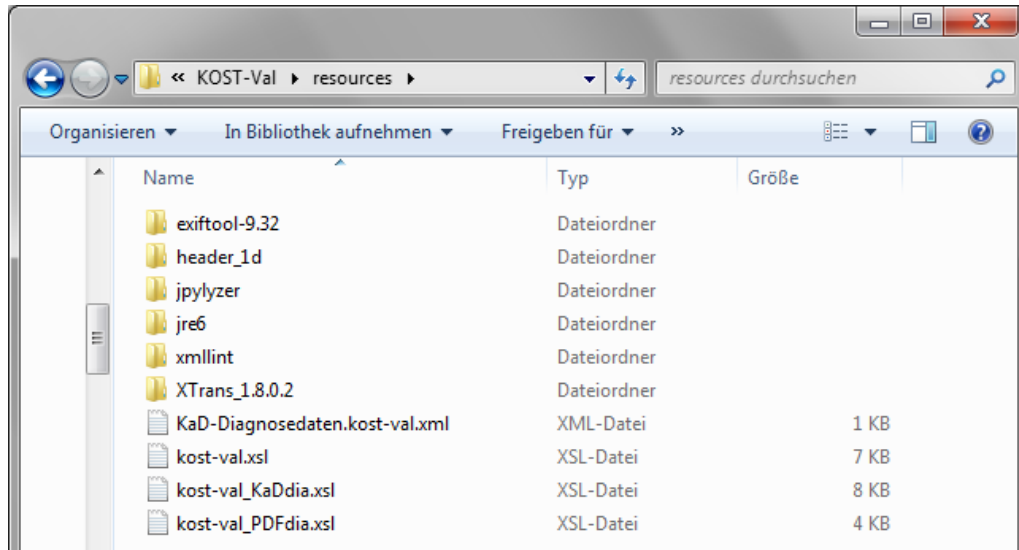 « KOST-Val ▸ resources ▸ resources durchsuchen
Organisieren In Bibliothek aufnehmen Freigeben für »
Name Typ Größe
exiftool-9.32 Dateiordner
header_1d Dateiordner
jpylyzer Dateiordner
jre6 Dateiordner
xmllint Dateiordner
XTrans_1.8.0.2 Dateiordner
KaD-Diagnosedaten.kost-val.xml XML-Datei 1 KB
kost-val.xsl XSL-Datei 7 KB
kost-val_KaDdia.xsl XSL-Datei 8 KB
kost-val_PDFdia.xsl XSL-Datei 4 KB